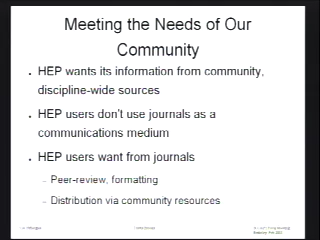 Meeting the Needs of Our
Community
• HEP wants its information from community,
discipline-wide sources
• HEP users don't use journals as a
communications medium
• HEP users want from journals
– Peer-review, formatting
– Distribution via community resources